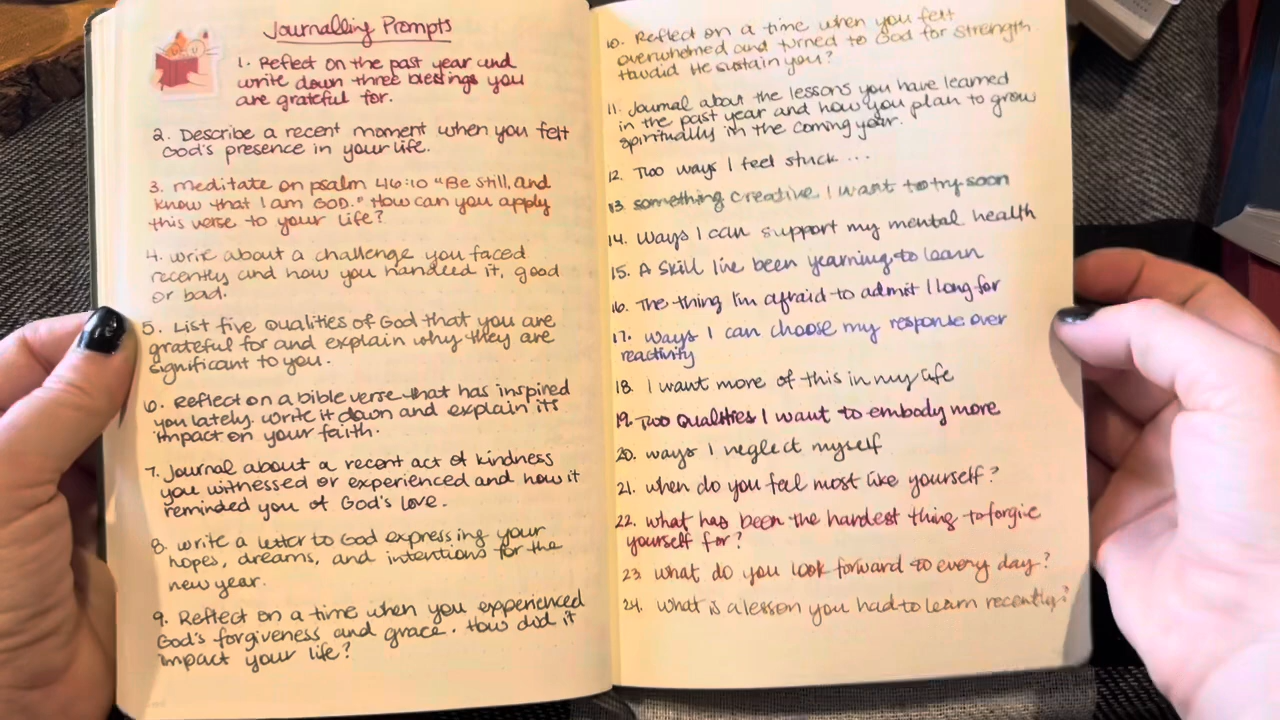 Journalling Prompts
1. Reflect on the past year and
write down three blessings you
are grateful for.
2. Describe a recent moment when you felt
God's presence in your life.
3. meditate on psalm 46:10 "Be still, and
know that I am GOD." How can you apply
this verse to your life?
4. write about a challenge you faced
recently and how you handled it, good
or bad.
5. List five qualities of God that you are
grateful for and explain why they are
significant to you.
6. Reflect on a bible verse that has inspired
you lately. write it down and explain its
impact on your faith.
7. Journal about a recent act of kindness
you witnessed or experienced and how it
reminded you of God's love.
8. write a letter to God expressing your
hopes, dreams, and intentions for the
new year.
9. Reflect on a time when you experienced
God's forgiveness and grace. How did it
impact your life?
10. Reflect on a time when you felt
overwhelmed and turned to God for strength
How did He sustain you?
11. Journal about the lessons you have learned
in the past year and how you plan to grow
spiritually in the coming year.
12. Two ways I feel stuck ...
13 something creative I want to try soon
14. Ways I can support my mental health
15. A skill I've been yearning to learn
16. The thing I'm afraid to admit I long for
17. Ways I can choose my response over
reactivity
18. I want more of this in my life
19. Two Qualities I want to embody more
20. ways I neglect myself
21. when do you feel most like yourself?
22. what has been the hardest thing to forgive
yourself for?
23 what do you look forward to every day?
24. What is a lesson you had to learn recently?